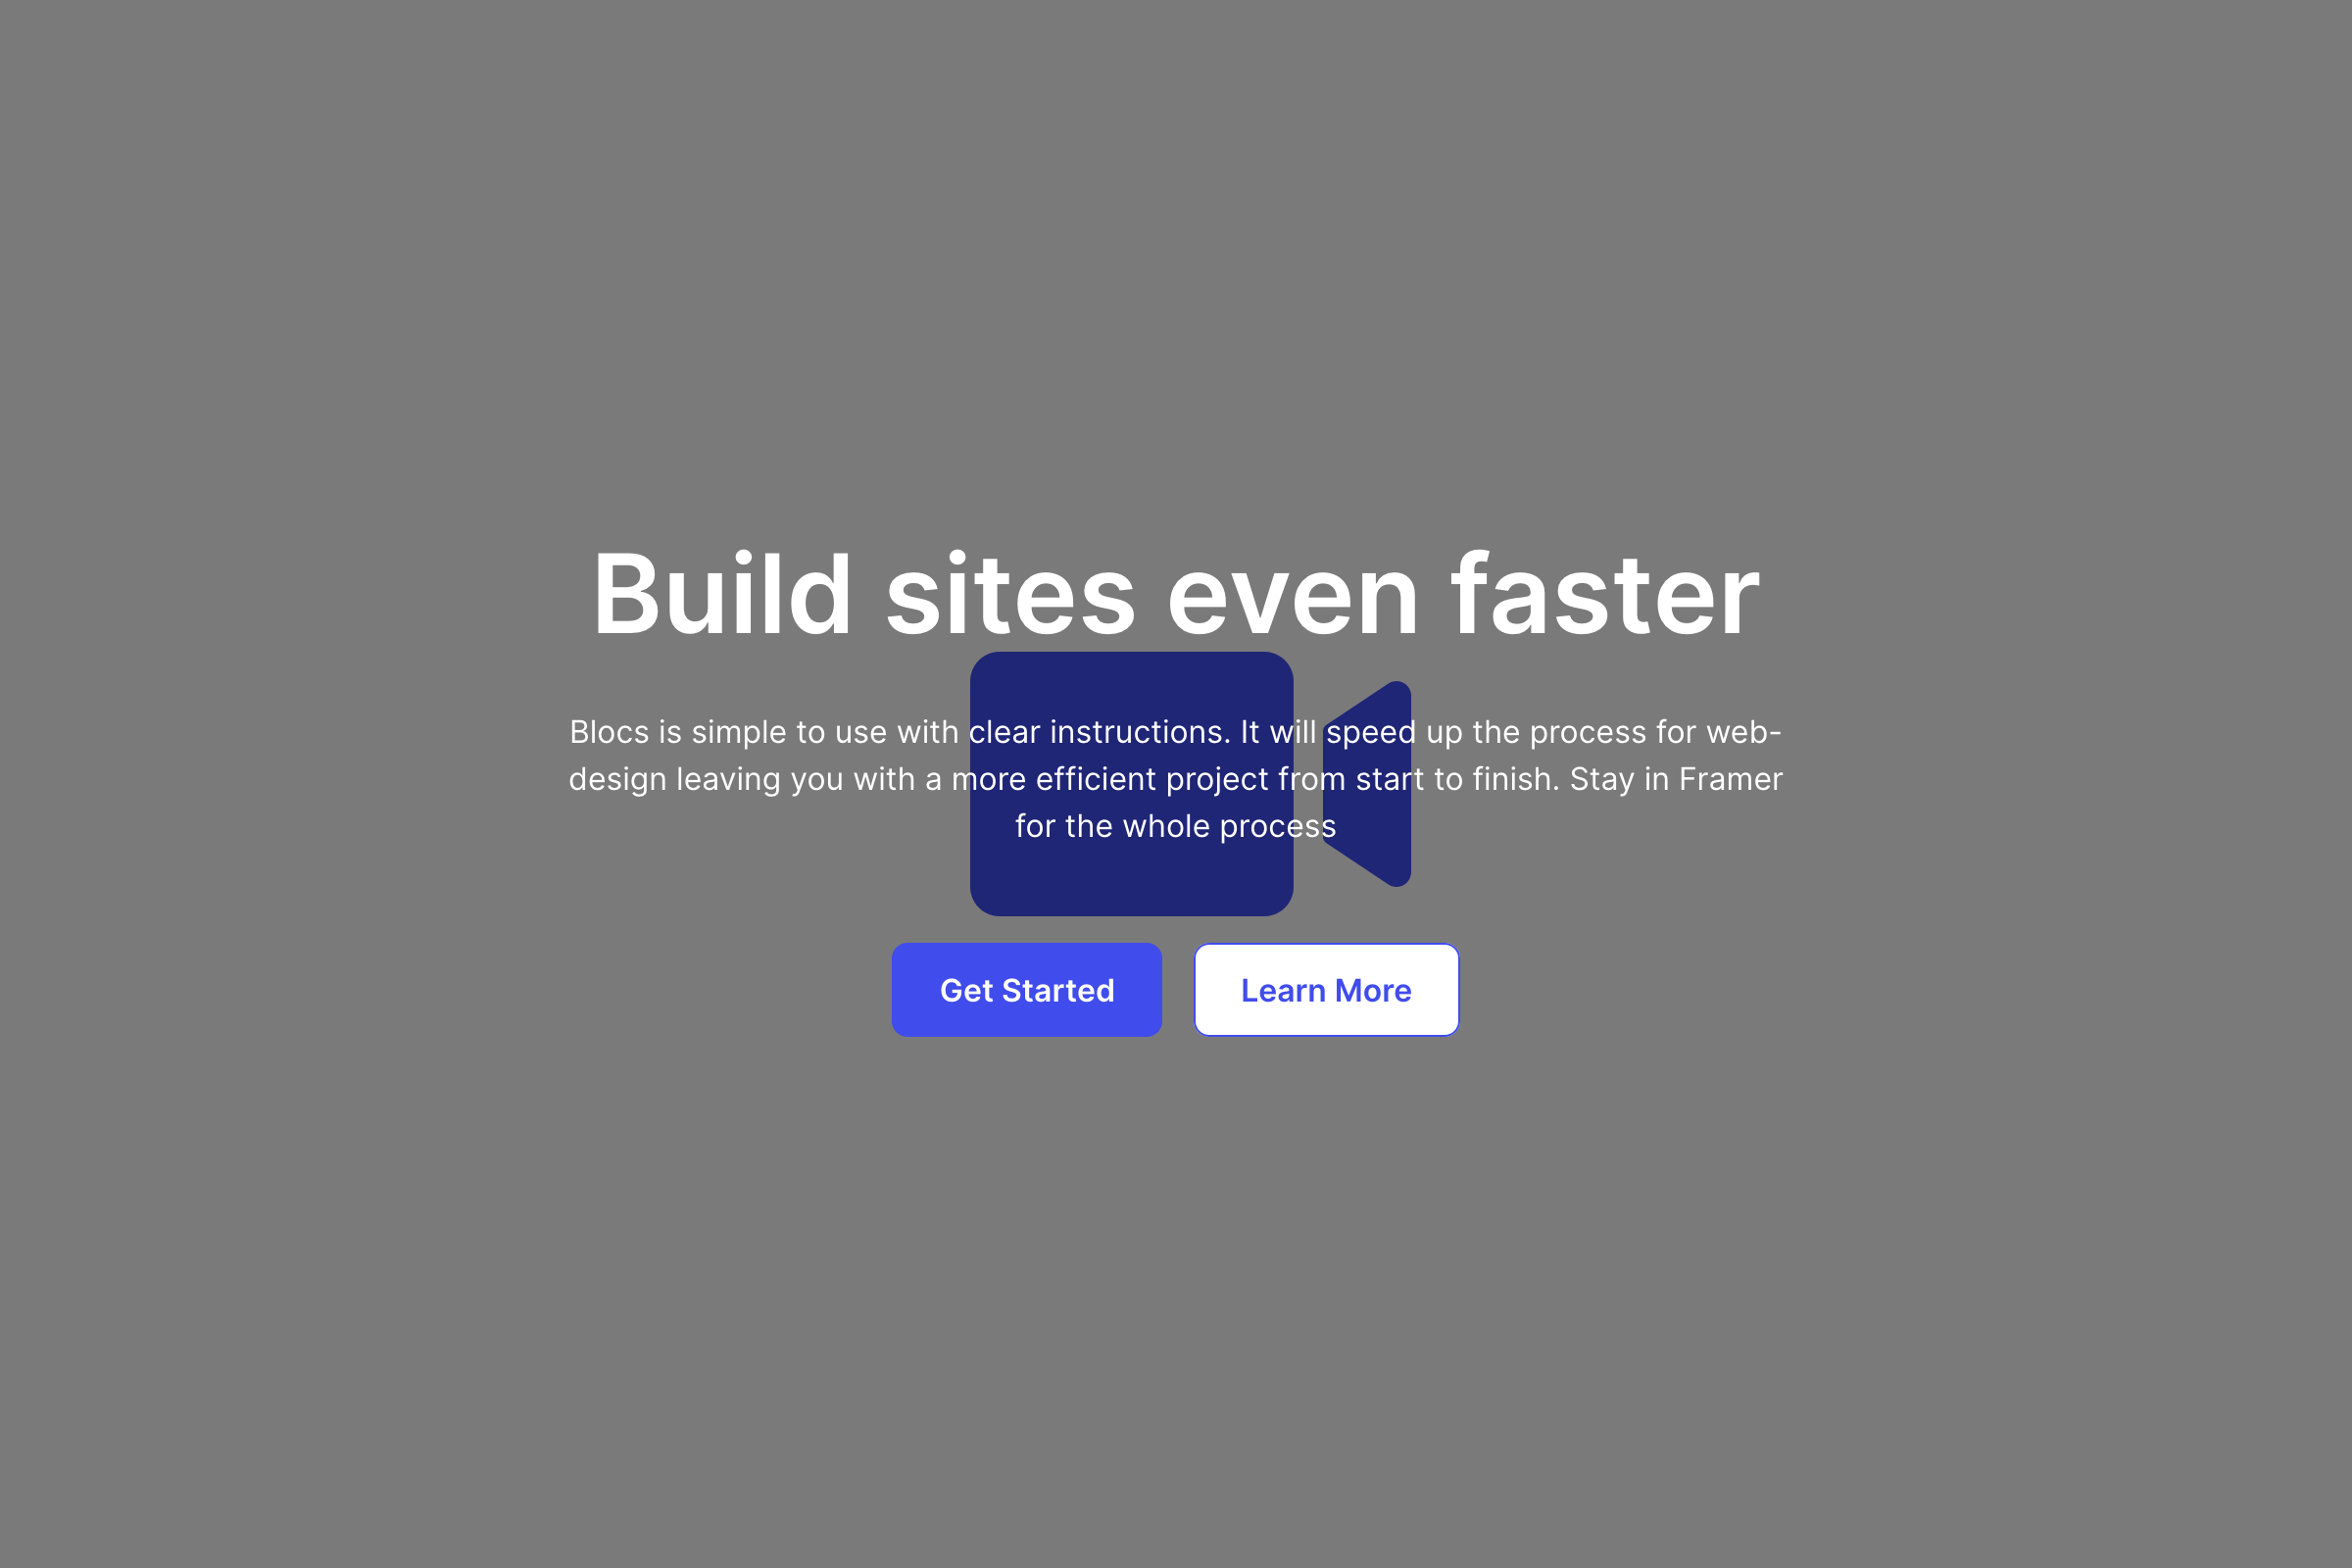 Build sites even faster
Blocs is simple to use with clear instructions. It will speed up the process for web-
design leaving you with a more efficient project from start to finish. Stay in Framer
for the whole process
Get Started
Learn More